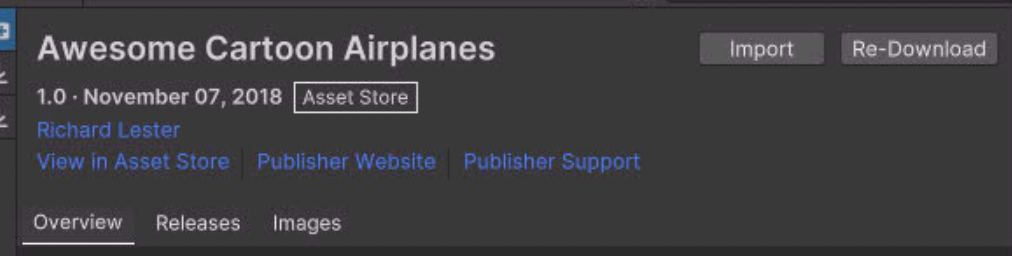 Awesome Cartoon Airplanes Import Re-Download
1.0 · November 07, 2018 Asset Store
Richard Lester
View in Asset Store Publisher Website Publisher Support
Overview Releases Images